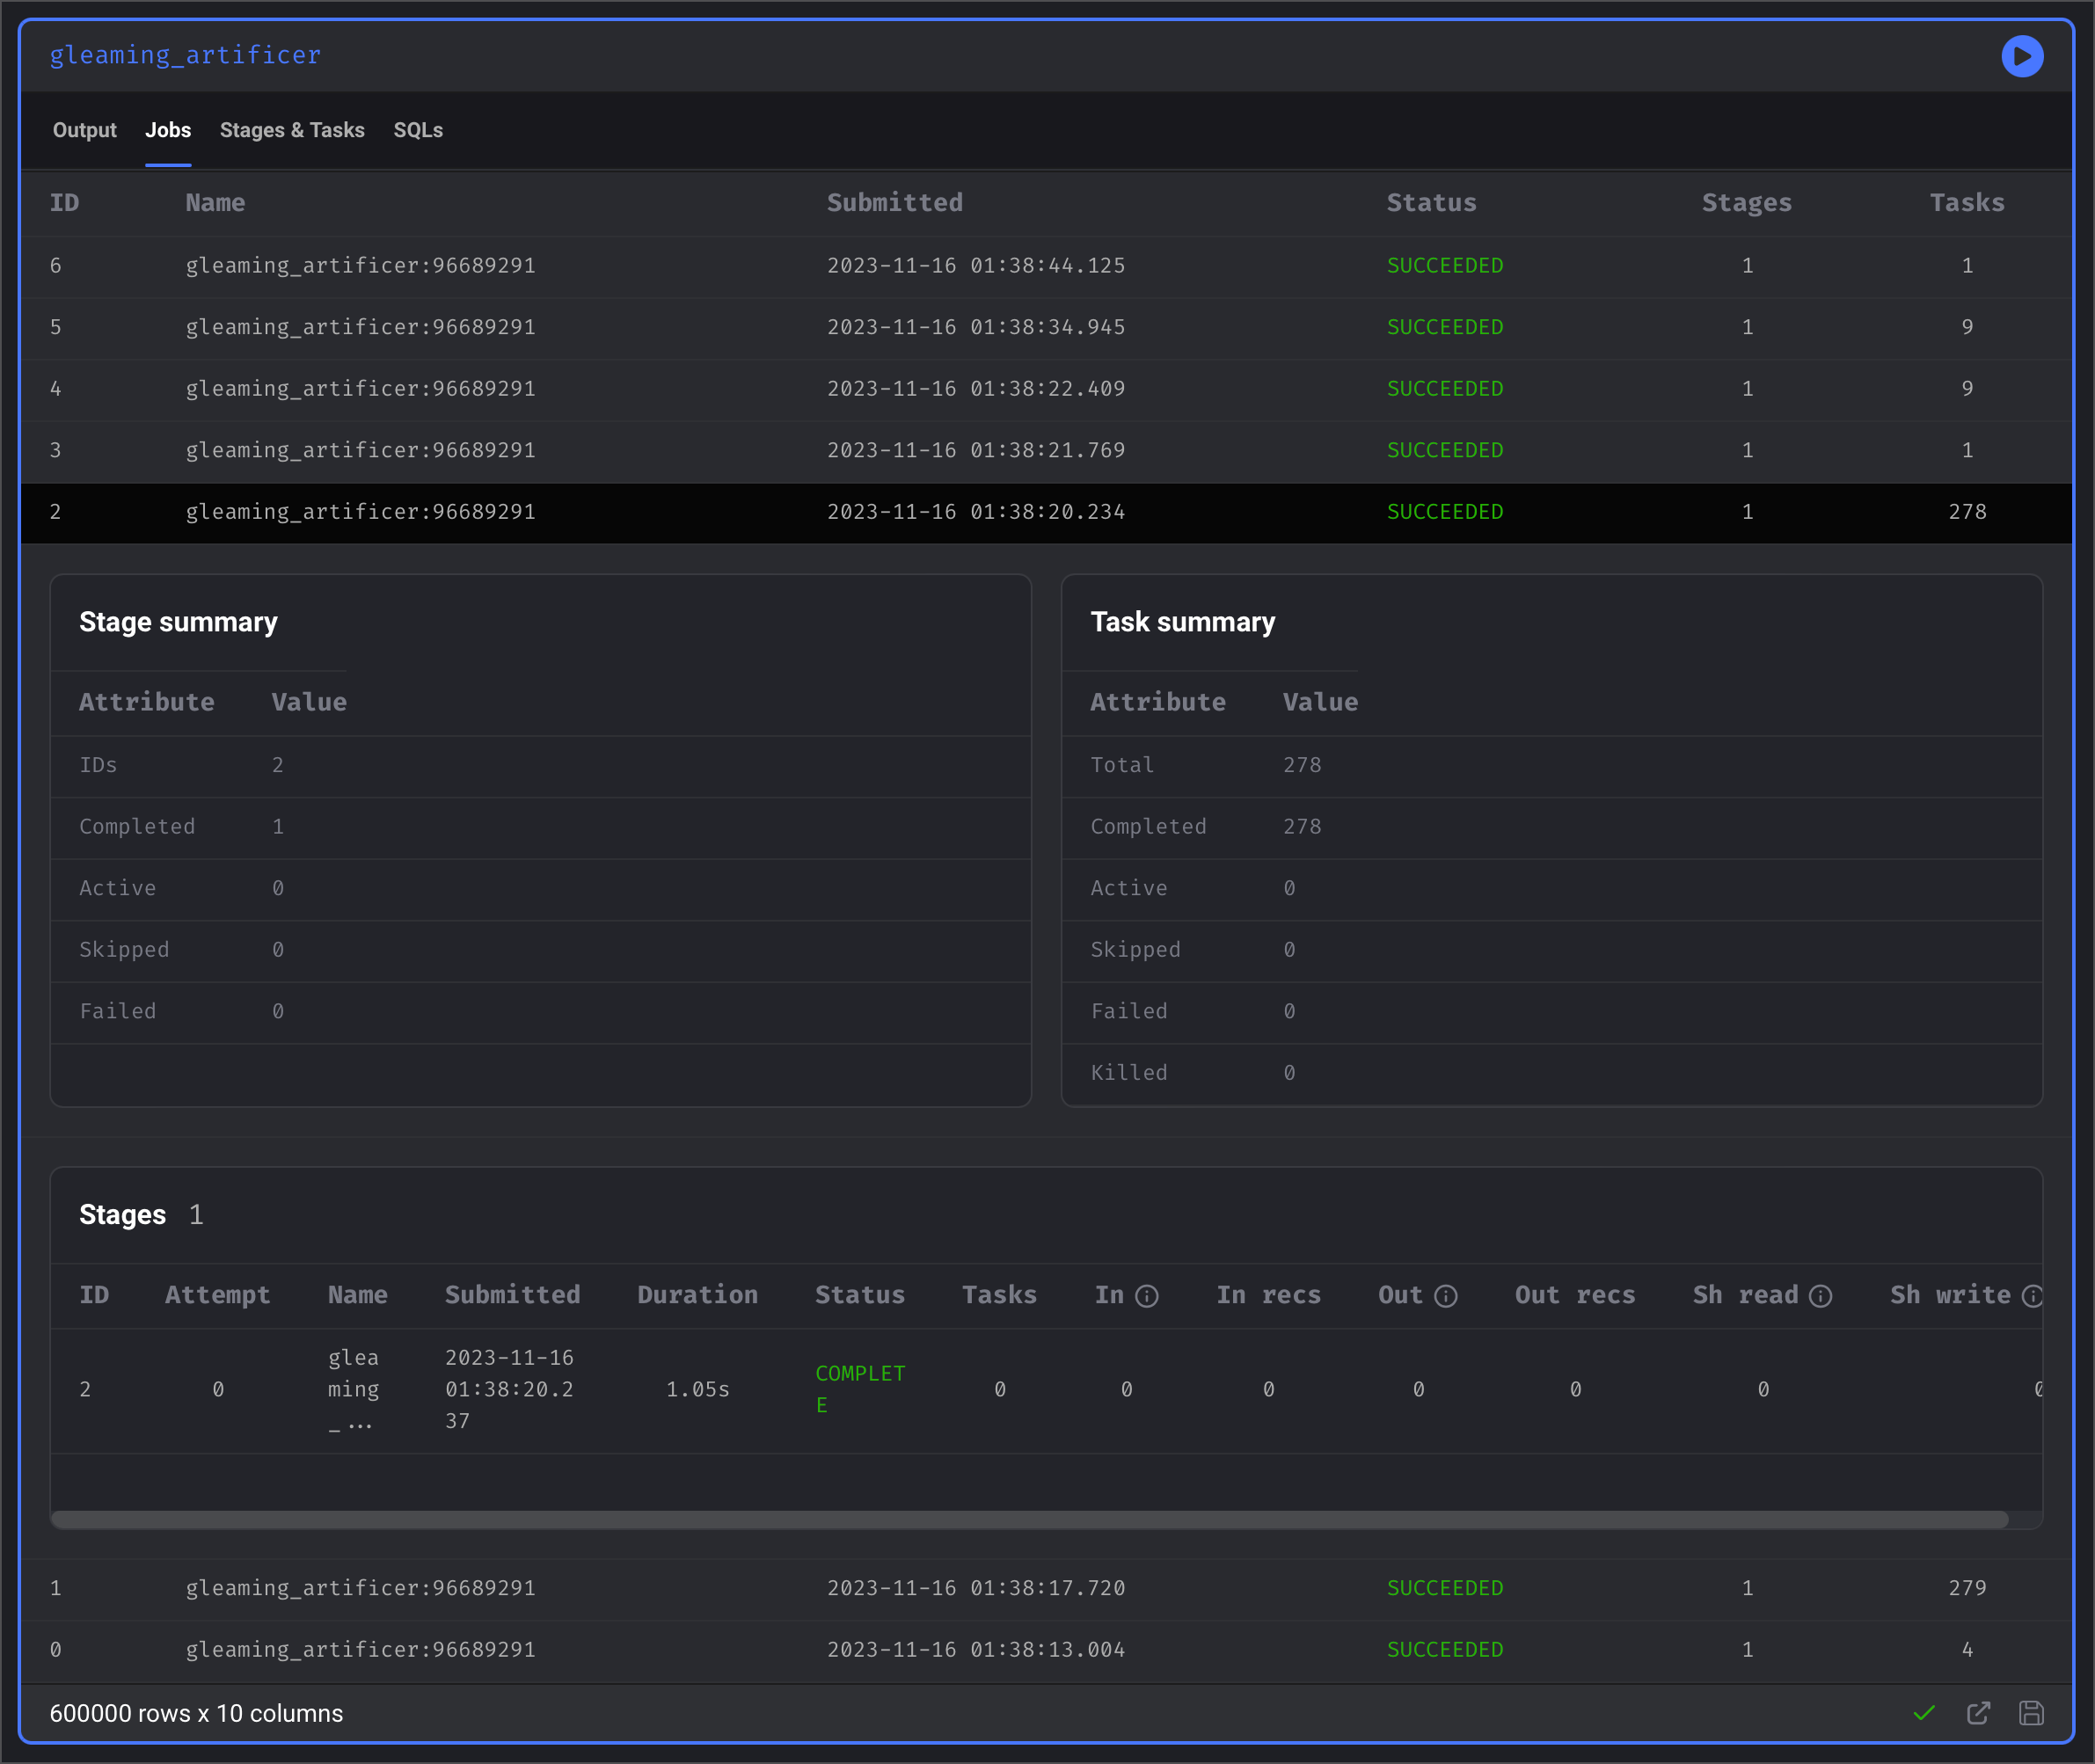 gleaming_artificer
Output Jobs Stages & Tasks SQLs
ID Name Submitted Status Stages Tasks
6 gleaming_artificer:96689291 2023-11-16 01:38:44.125 SUCCEEDED 1 1
5 gleaming_artificer:96689291 2023-11-16 01:38:34.945 SUCCEEDED 1 9
4 gleaming_artificer:96689291 2023-11-16 01:38:22.409 SUCCEEDED 1 9
3 gleaming_artificer:96689291 2023-11-16 01:38:21.769 SUCCEEDED 1 1
2 gleaming_artificer:96689291 2023-11-16 01:38:20.234 SUCCEEDED 1 278
Stage summary
Attribute Value
IDs 2
Completed 1
Active 0
Skipped 0
Failed 0
Task summary
Attribute Value
Total 278
Completed 278
Active 0
Skipped 0
Failed 0
Killed 0
Stages 1
ID Attempt Name Submitted Duration Status Tasks In In recs Out Out recs Sh read Sh write
2 0 glea
ming
_...
2023-11-16
01:38:20.2
37
1.05s
COMPLET
E
0 0 0 0 0 0 0
1 gleaming_artificer:96689291 2023-11-16 01:38:17.720 SUCCEEDED 1 279
0 gleaming_artificer:96689291 2023-11-16 01:38:13.004 SUCCEEDED 1 4
600000 rows x 10 columns